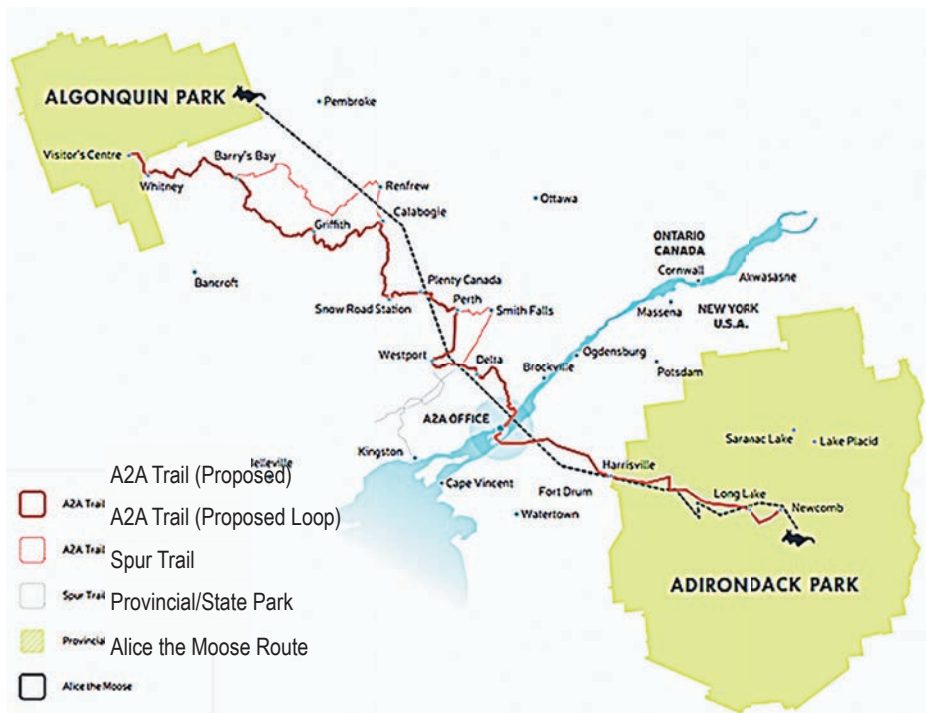 ALGONQUIN PARK
Pembroke
Visitor's Centre
Barry's Bay
Whitney
Renfrew
Ottawa
Griffith
Calabogie
ONTARIO
CANADA
Cornwall
Akwasasne
Bancroft
Plenty Canada
Snow Road Station
Perth
Smith Falls
Massena
NEW YORK
U.S.A.
Westport
Delta
Ogdensburg
Brockville
Potsdam
A2A OFFICE
Saranac Lake
Lake Placid
Kingston
Harrisville
elleville
Cape Vincent
Fort Drum
Long Lake
Newcomb
Watertown
ADIRONDACK PARK
A2A Trail (Proposed)
A2A Trail
A2A Trail (Proposed Loop)
A2A Trail
Spur Trail
Spur Trail
Provincial/State Park
Provincial
Alice the Moose Route
Alice the Moose